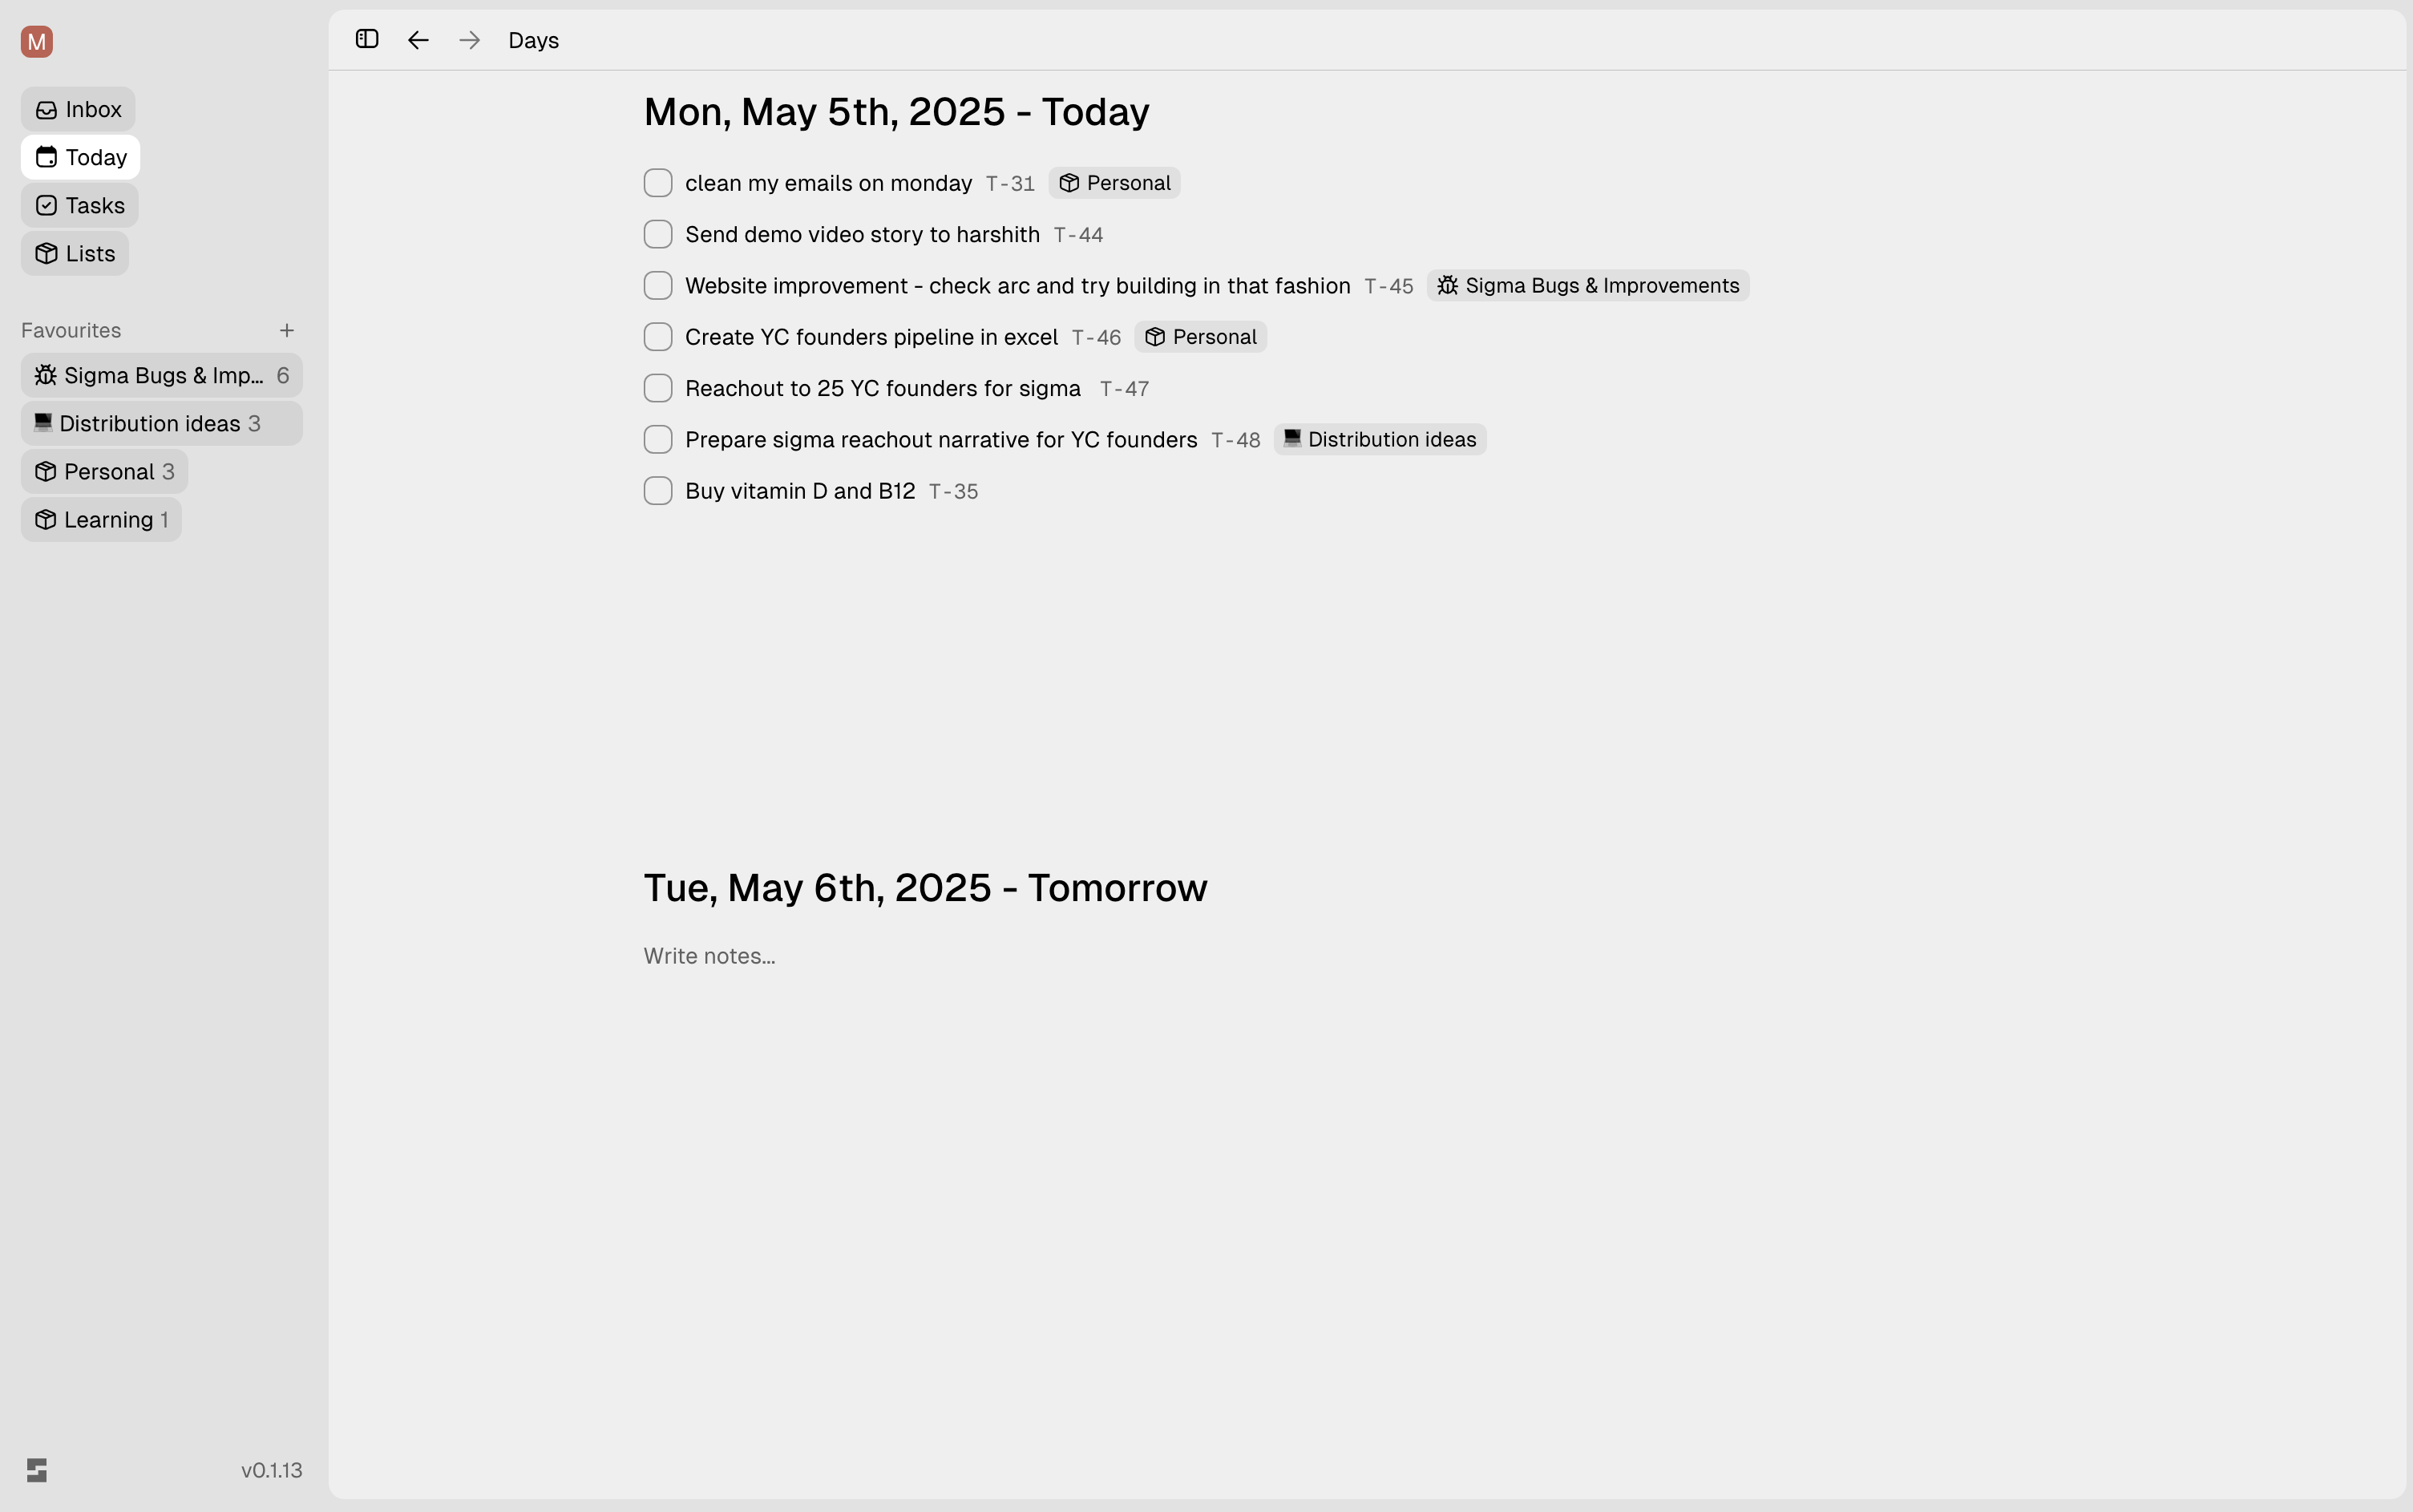 M
Inbox
Today
Tasks
Lists
Favourites
Sigma Bugs & Imp... 6
Distribution ideas 3
Personal 3
Learning 1
v0.1.13
Days
Mon, May 5th, 2025 - Today
clean my emails on monday T-31 Personal
Send demo video story to harshith T-44
Website improvement - check arc and try building in that fashion T-45 Sigma Bugs & Improvements
Create YC founders pipeline in excel T-46 Personal
Reachout to 25 YC founders for sigma T-47
Prepare sigma reachout narrative for YC founders T-48 Distribution ideas
Buy vitamin D and B12 T-35
Tue, May 6th, 2025 - Tomorrow
Write notes...